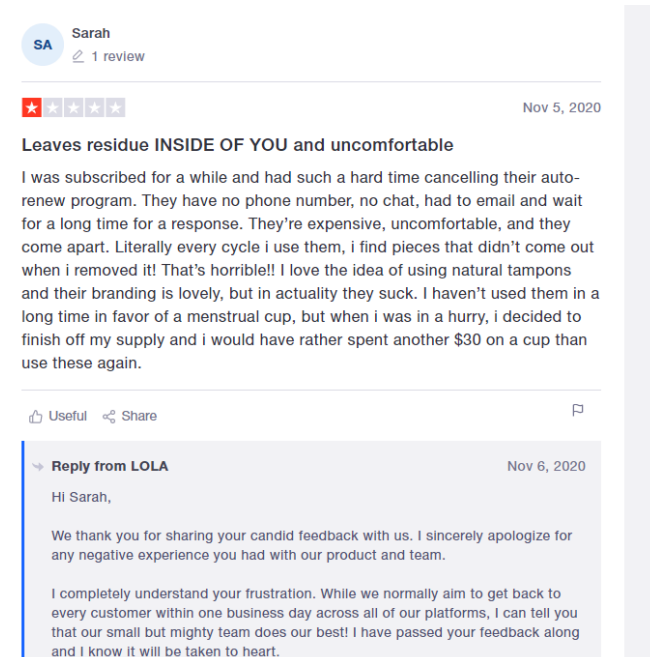 Sarah
SA
1 review
Nov 5, 2020
Leaves residue INSIDE OF YOU and uncomfortable
I was subscribed for a while and had such a hard time cancelling their auto-
renew program. They have no phone number, no chat, had to email and wait
for a long time for a response. They’re expensive, uncomfortable, and they
come apart. Literally every cycle i use them, i find pieces that didn’t come out
when i removed it! That’s horrible!! I love the idea of using natural tampons
and their branding is lovely, but in actuality they suck. I haven’t used them in a
long time in favor of a menstrual cup, but when i was in a hurry, i decided to
finish off my supply and i would have rather spent another $30 on a cup than
use these again.
Useful Share
Reply from LOLA Nov 6, 2020
Hi Sarah,
We thank you for sharing your candid feedback with us. I sincerely apologize for
any negative experience you had with our product and team.
I completely understand your frustration. While we normally aim to get back to
every customer within one business day across all of our platforms, I can tell you
that our small but mighty team does our best! I have passed your feedback along
and I know it will be taken to heart.